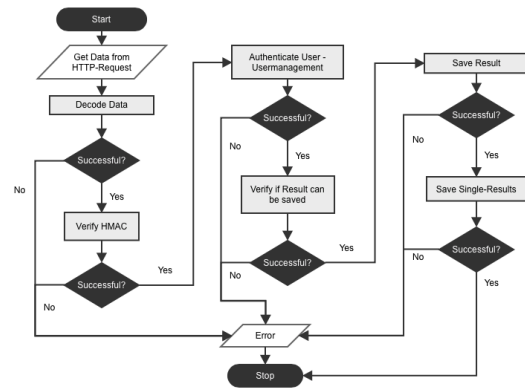 Start
Get Data from
HTTP-Request
Decode Data
Successful?
No
Yes
Verify HMAC
Successful?
Yes
No
Authenticate User -
Usermanagement
Successful?
No
Yes
Verify if Result can
be saved
Successful?
Yes
No
Save Result
Successful?
No
Yes
Save Single-Results
Successful?
No
Yes
Error
Stop